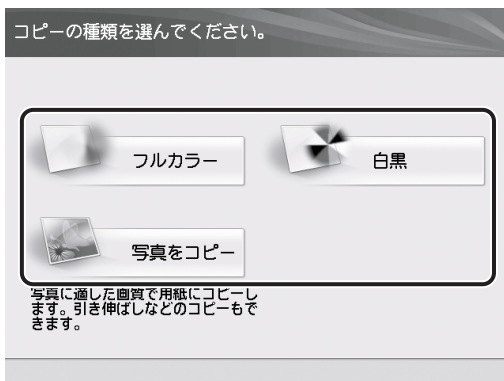 コピーの種類を選んでください。
フルカラー
白黒
写真をコピー
写真に適した画質で用紙にコピーし
ます。引き伸ばしなどのコピーもで
きます。